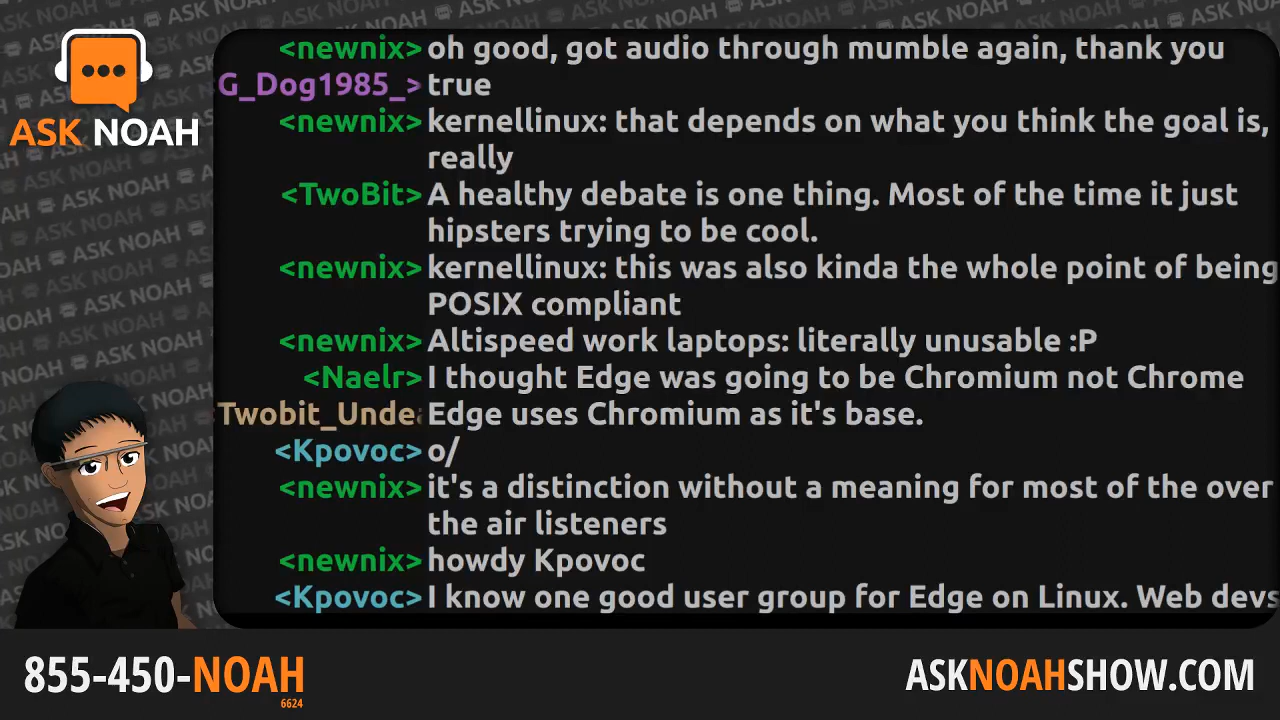 ASK NOAH
<newnix> oh good, got audio through mumble again, thank you
G_Dog1985_> true
<newnix> kernellinux: that depends on what you think the goal is,
really
<TwoBit> A healthy debate is one thing. Most of the time it just
hipsters trying to be cool.
<newnix> kernellinux: this was also kinda the whole point of being
POSIX compliant
<newnix> Altispeed work laptops: literally unusable :P
<Naelr> I thought Edge was going to be Chromium not Chrome
Twobit_Unde Edge uses Chromium as it's base.
<Kpovoc> o/
<newnix> it's a distinction without a meaning for most of the over
the air listeners
<newnix> howdy Kpovoc
<Kpovoc> I know one good user group for Edge on Linux. Web devs
855-450-NOAH
6624
ASKNOAHSHOW.COM